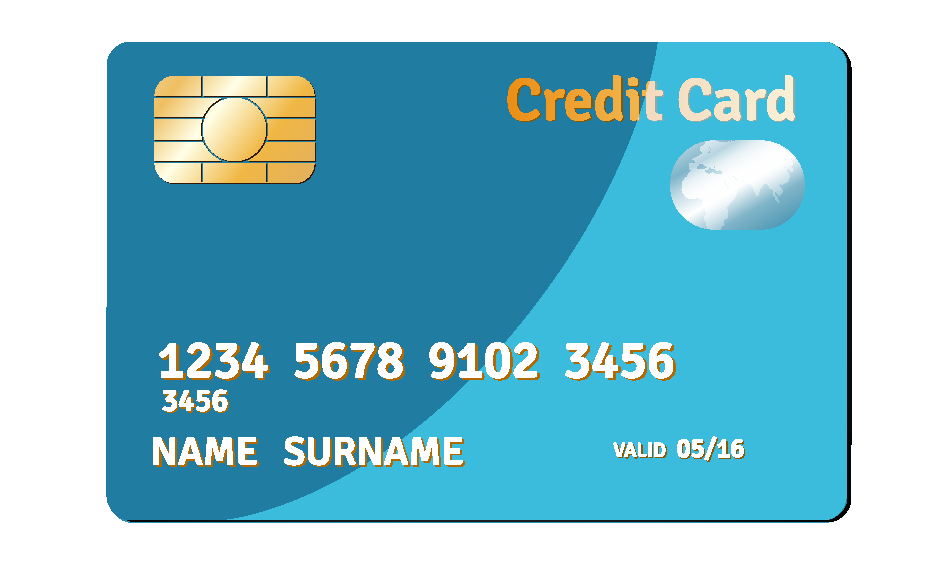 Credit Card
1234 5678 9102 3456
3456
NAME SURNAME
VALID 05/16